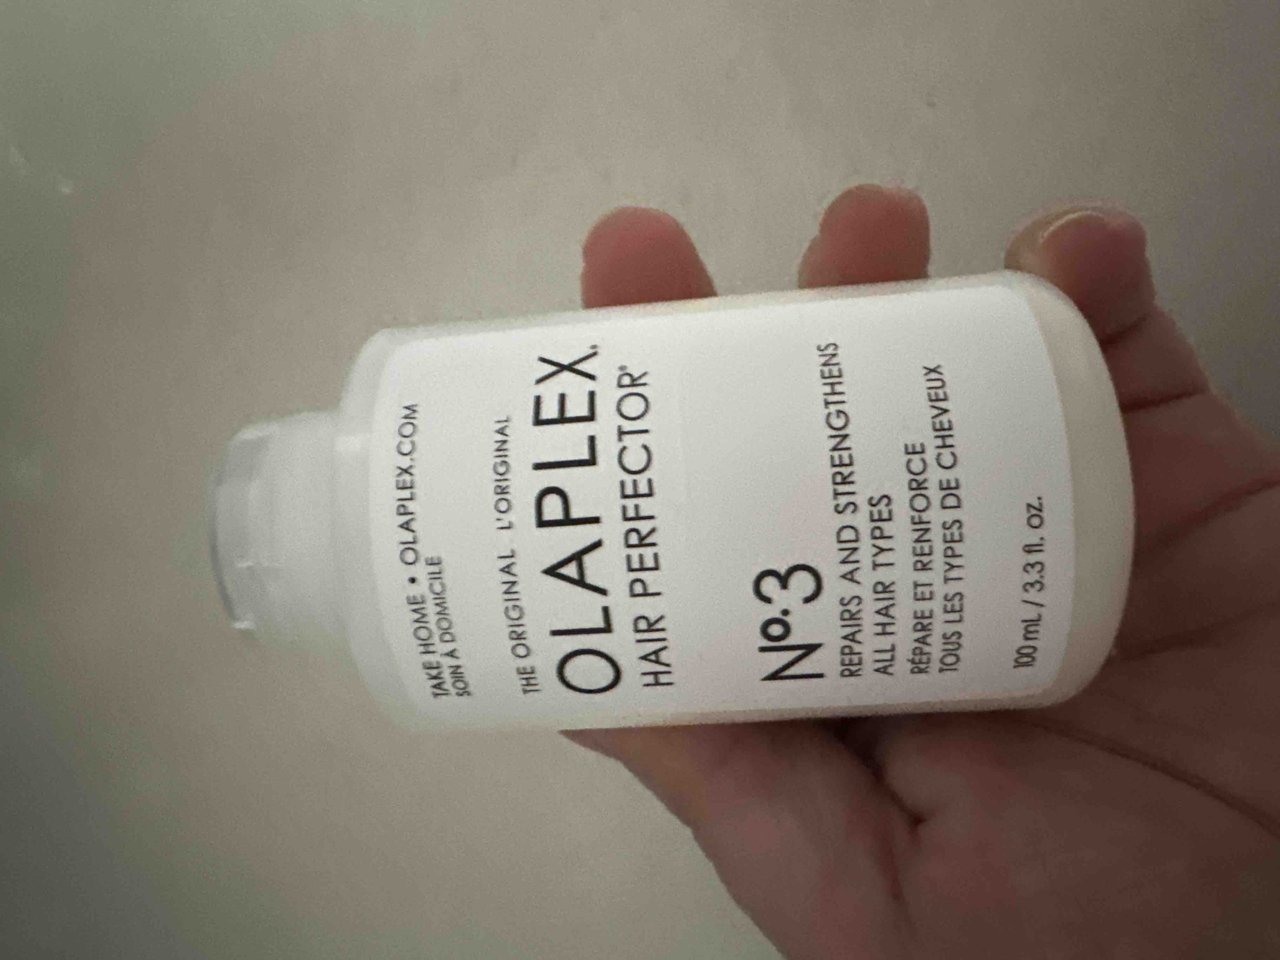 TAKE HOME • OLAPLEX.COM
SOIN À DOMICILE
THE ORIGINAL L'ORIGINAL
OLAPLEX®
HAIR PERFECTOR®
Nº.3
REPAIRS AND STRENGTHENS
ALL HAIR TYPES
RÉPARE ET RENFORCE
TOUS LES TYPES DE CHEVEUX
100 mL / 3.3 fl. oz.